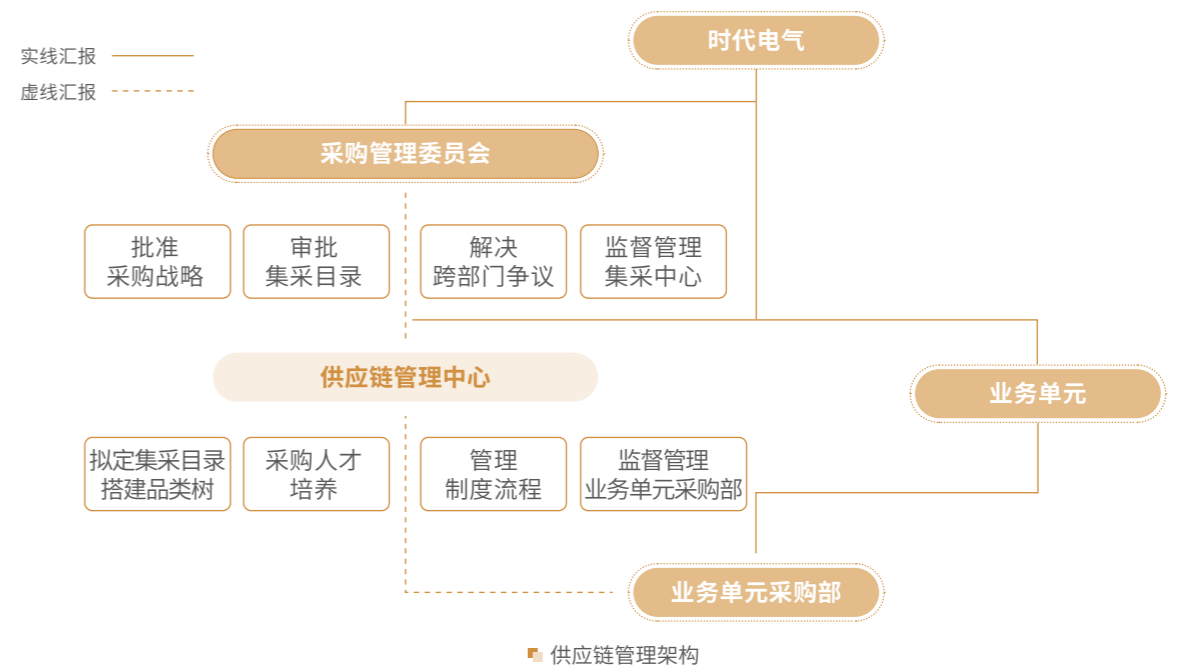 时代电气
实线汇报
虚线汇报
采购管理委员会
批准
采购战略
审批
集采目录
解决
跨部门争议
监督管理
集采中心
供应链管理中心
业务单元
拟定集采目录
搭建品类树
采购人才
培养
管理
制度流程
监督管理
业务单元采购部
业务单元采购部
供应链管理架构